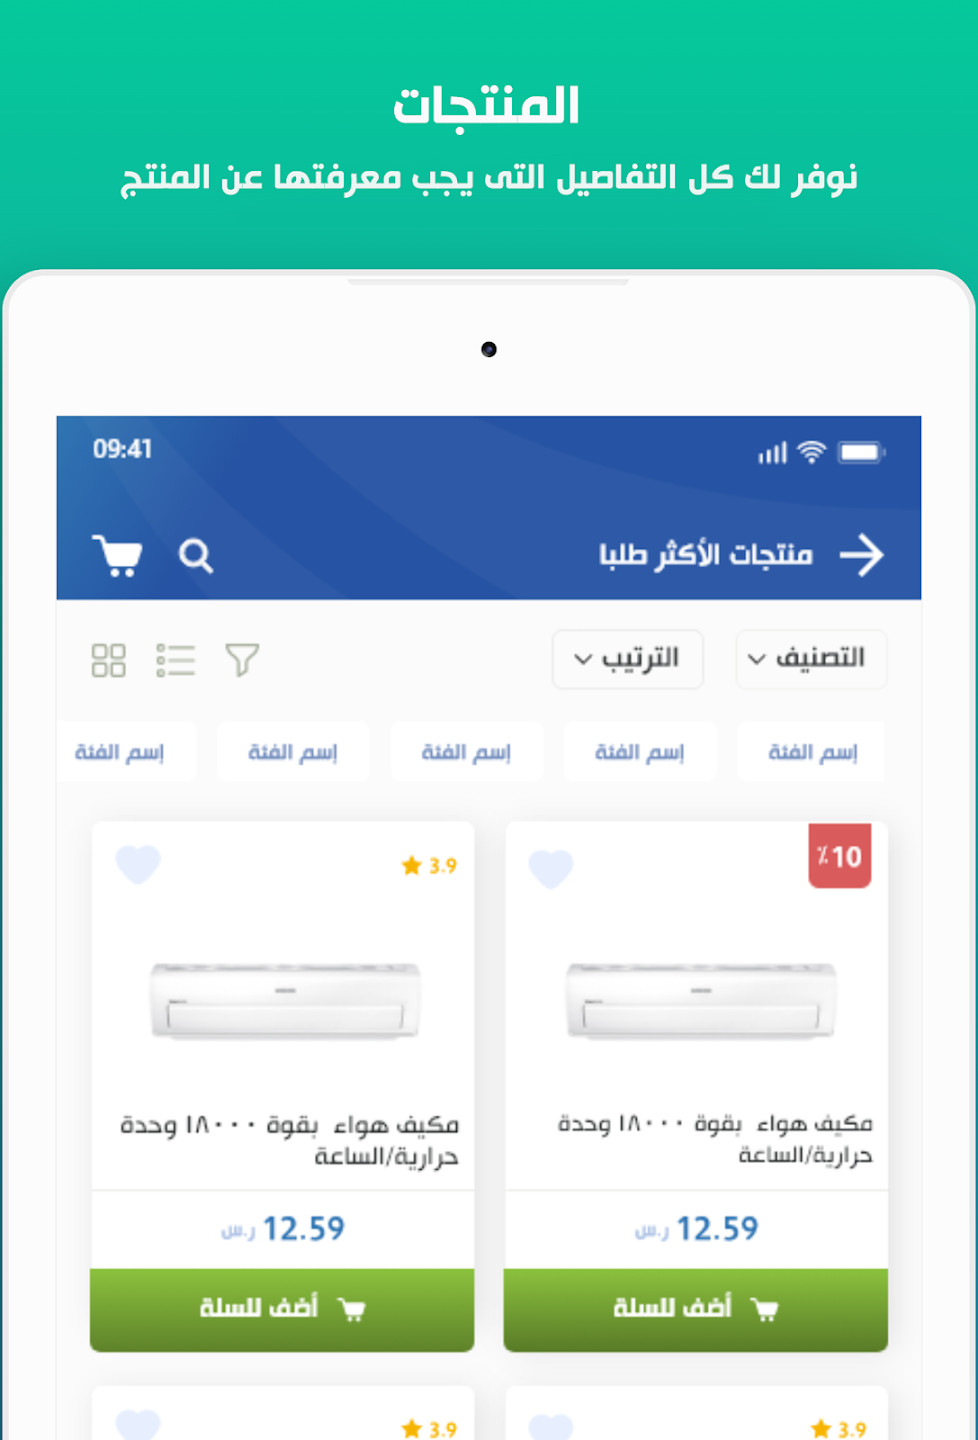 المنتجات
نوفر لك كل التفاصيل التى يجب معرفتها عن المنتج
09:41
منتجات الأكثر طلبا
التصنيف
الترتيب
إسم الفئة
إسم الفئة
إسم الفئة
إسم الفئة
إسم الفئة
٪10
مكيف هواء بقوة ١٨٠٠٠ وحدة
حرارية/الساعة
12.59 ر.س
أضف للسلة
3.9
مكيف هواء بقوة ١٨٠٠٠ وحدة
حرارية/الساعة
12.59 ر.س
أضف للسلة
3.9
3.9